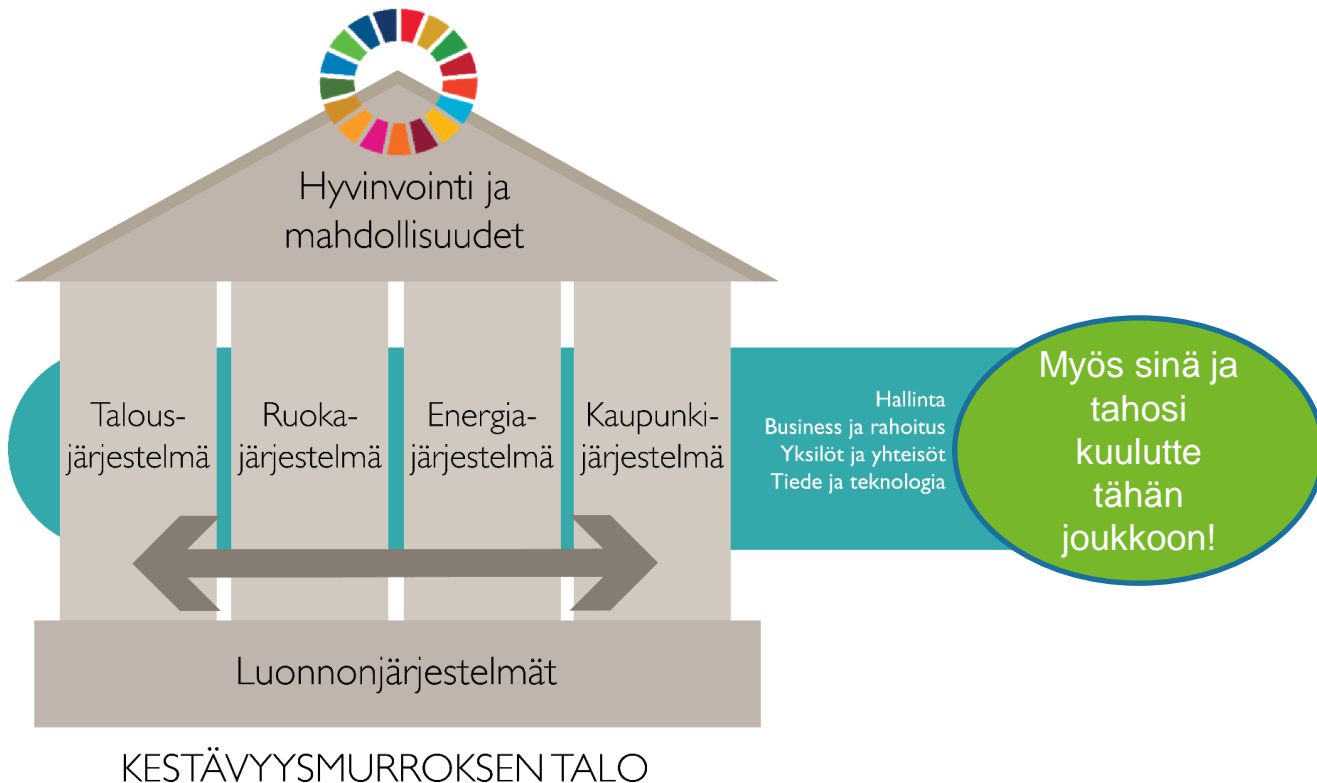 Hyvinvointi ja
mahdollisuudet
Talous-
järjestelmä
Ruoka-
järjestelmä
Energia-
järjestelmä
Kaupunki-
järjestelmä
Hallinta
Business ja rahoitus
Yksilöt ja yhteisöt
Tiede ja teknologia
Myös sinä ja
tahosi
kuulutte
tähän
joukkoon!
Luonnonjärjestelmät
KESTÄVYYSMURROKSEN TALO